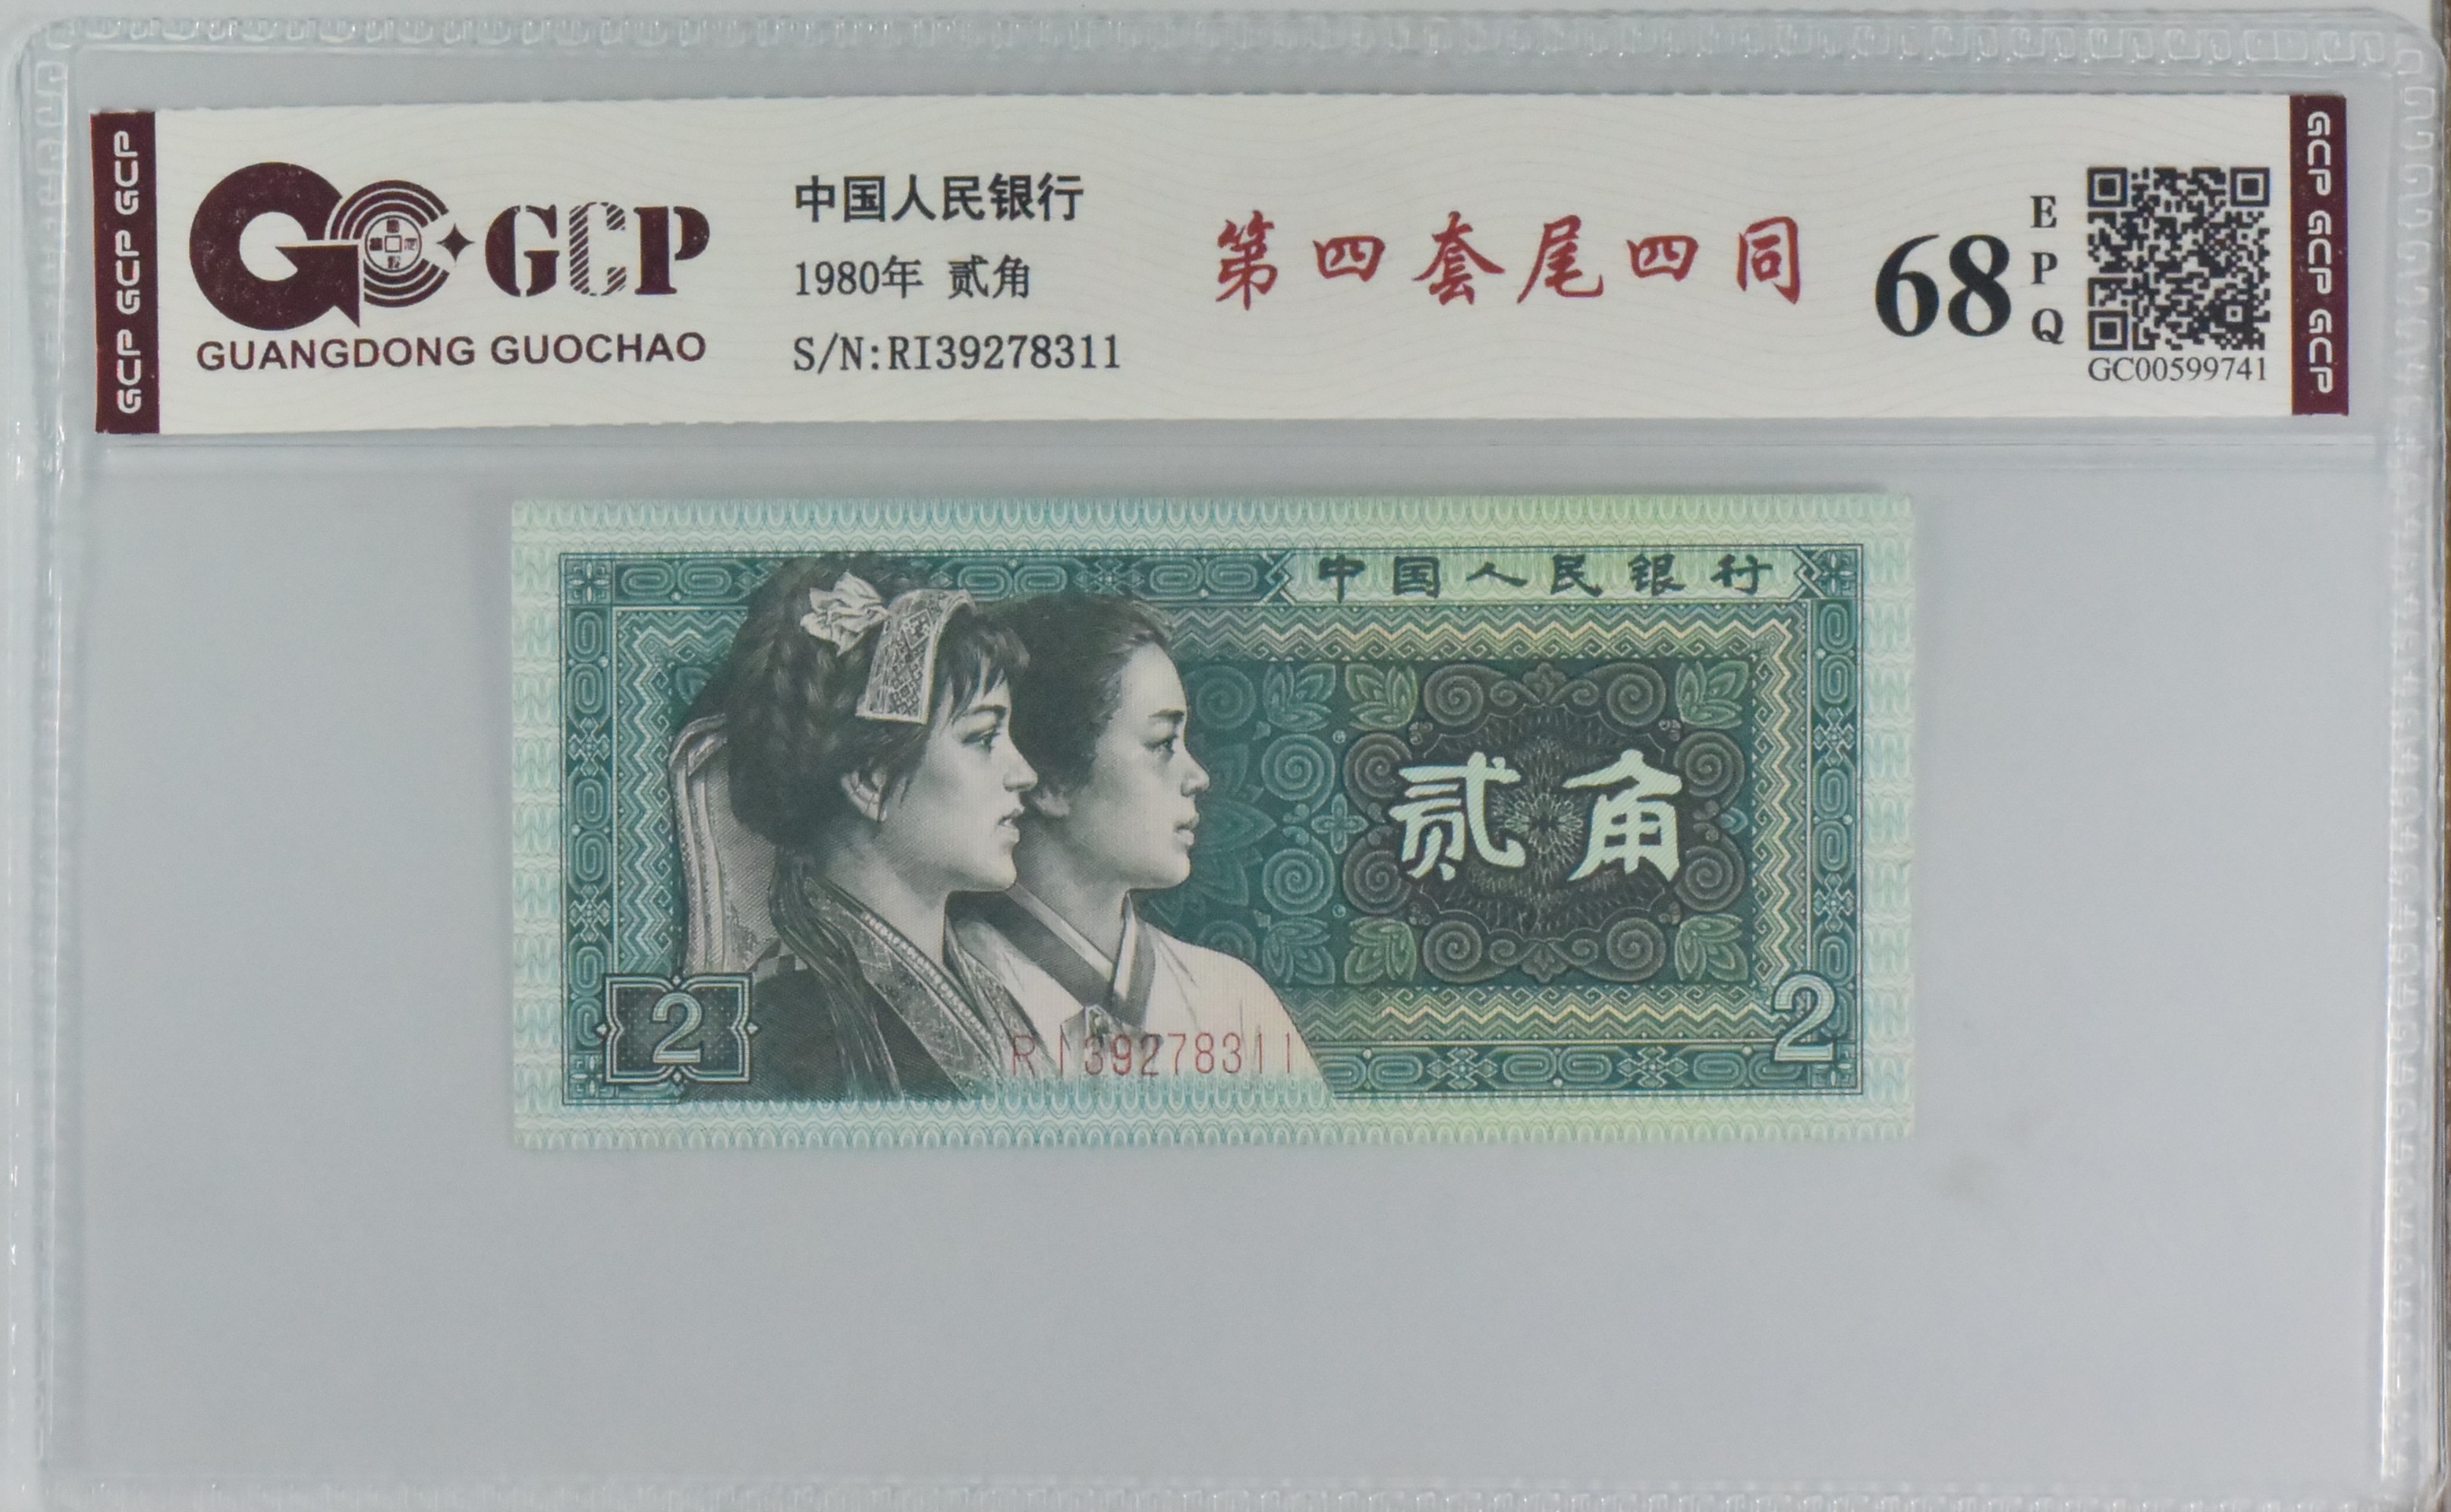 GCP GCP GCP
GCP
GUANGDONG GUOCHAO
中国人民银行
1980年 贰角
S/N:RI39278311
第四套尾四同
68
EPQ
GC00599741
GCP GCP GCP
中国人民银行
贰角
2
RI39278311
2